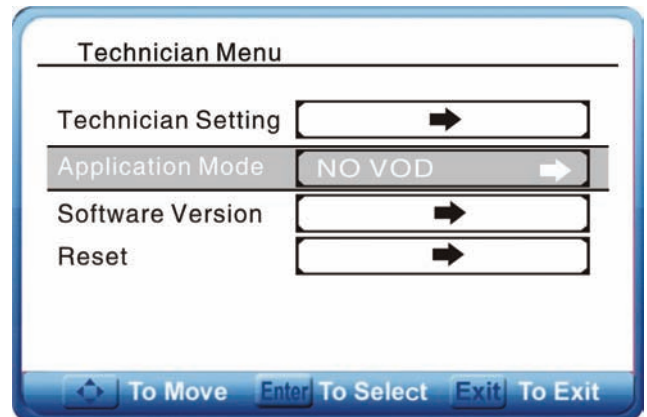 Technician Menu
Technician Setting
Application Mode NO VOD
Software Version
Reset
To Move Enter To Select Exit To Exit